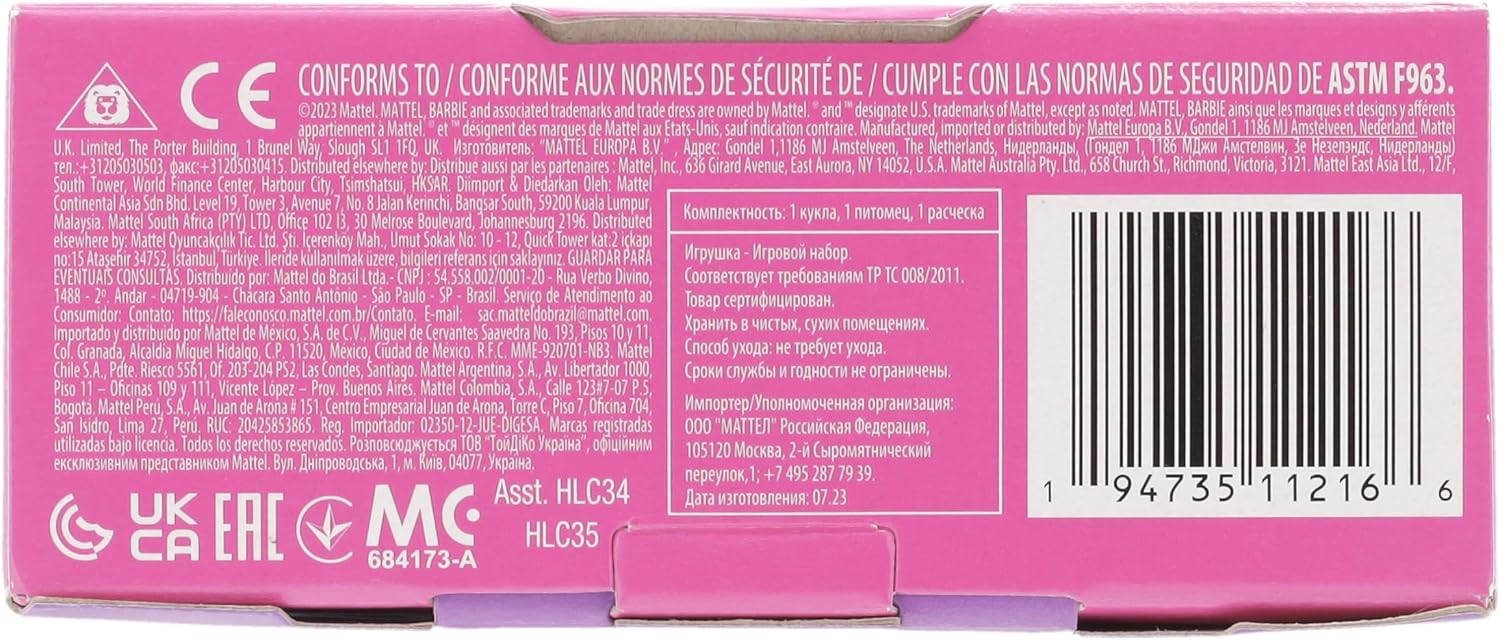 CE CONFORMS TO / CONFORME AUX NORMES DE SÉCURITÉ DE / CUMPLE CON LAS NORMAS DE SEGURIDAD DE ASTM F963.
©2023 Mattel. MATTEL, BARBIE and associated trademarks and trade dress are owned by Mattel. ® and ™ designate U.S. trademarks of Mattel, except as noted. MATTEL, BARBIE ainsi que les marques et designs y afférents
appartiennent à Mattel. ® et ™ désignent des marques de Mattel aux États-Unis, sauf indication contraire. Manufactured, imported or distributed by: Mattel Europa B.V., Gondel 1, 1186 MJ Amstelveen, Nederland. Mattel
U.K. Limited, The Porter Building, 1 Brunel Way, Slough SL1 1FQ, UK. Изготовитель: "MATTEL EUROPA B.V." , Адрес: Gondel 1,1186 MJ Amstelveen, The Netherlands, Нидерланды, (Гондел 1, 1186 МДжи Амстелвин, Зе Незелэндс, Нидерланды)
тел.:+31205030503, факс:+31205030415. Distributed elsewhere by: Distribué aussi par les partenaires : Mattel, Inc., 636 Girard Avenue, East Aurora, NY 14052, U.S.A. Mattel Australia Pty. Ltd., 658 Church St., Richmond, Victoria, 3121. Mattel East Asia Ltd., 12/F,
South Tower, World Finance Center, Harbour City, Tsimshatsui, HKSAR. Diimport & Diedarkan Oleh: Mattel
Continental Asia Sdn Bhd. Level 19, Tower 3, Avenue 7, No. 8 Jalan Kerinchi, Bangsar South, 59200 Kuala Lumpur,
Malaysia. Mattel South Africa (PTY) LTD, Office 102 I3, 30 Melrose Boulevard, Johannesburg 2196. Distributed
elsewhere by: Mattel Oyuncakçılık Tic. Ltd. Şti. İçerenköy Mah., Umut Sokak No: 10 - 12, Quick Tower kat:2 içkapı
no:15 Ataşehir 34752, İstanbul, Türkiye. İleride kullanılmak üzere, bilgileri referans için saklayınız. GUARDAR PARA
EVENTUAIS CONSULTAS. Distribuído por: Mattel do Brasil Ltda.- CNPJ : 54.558.002/0001-20 - Rua Verbo Divino,
1488 - 2º. Andar - 04719-904 - Chácara Santo Antônio - São Paulo - SP - Brasil. Serviço de Atendimento ao
Consumidor: Contato: https://faleconosco.mattel.com.br/Contato. E-mail: sac.matteldobrazil@mattel.com.
Importado y distribuido por Mattel de México, S.A. de C.V., Miguel de Cervantes Saavedra No. 193, Pisos 10 y 11,
Col. Granada, Alcaldía Miguel Hidalgo, C.P. 11520, México, Ciudad de México. R.F.C. MME-920701-NB3. Mattel
Chile S.A., Pdte. Riesco 5561, Of. 203-204 PS2, Las Condes, Santiago. Mattel Argentina, S.A., Av. Libertador 1000,
Piso 11 – Oficinas 109 y 111, Vicente López – Prov. Buenos Aires. Mattel Colombia, S.A., Calle 123#7-07 P.5,
Bogotá. Mattel Perú, S.A., Av. Juan de Arona # 151, Centro Empresarial Juan de Arona, Torre C, Piso 7, Oficina 704,
San Isidro, Lima 27, Perú. RUC: 20425853865. Reg. Importador: 02350-12-JUE-DIGESA. Marcas registradas
utilizadas bajo licencia. Todos los derechos reservados. Розповсюджується ТОВ "ТойДіКо Україна", офіційним
ексклюзивним представником Mattel. Вул. Дніпроводська, 1, м. Київ, 04077, Україна.
Комплектность: 1 кукла, 1 питомец, 1 расческа
Игрушка - Игровой набор.
Соответствует требованиям ТР ТС 008/2011.
Товар сертифицирован.
Хранить в чистых, сухих помещениях.
Способ ухода: не требует ухода.
Сроки службы и годности не ограничены.
Импортер/Уполномоченная организация:
ООО "МАТТЕЛ" Российская Федерация,
105120 Москва, 2-й Сыромятнический
переулок,1; +7 495 287 79 39.
Дата изготовления: 07.23
1 94735 11216 6
UK CA EAC MC
684173-A
Asst. HLC34
HLC35